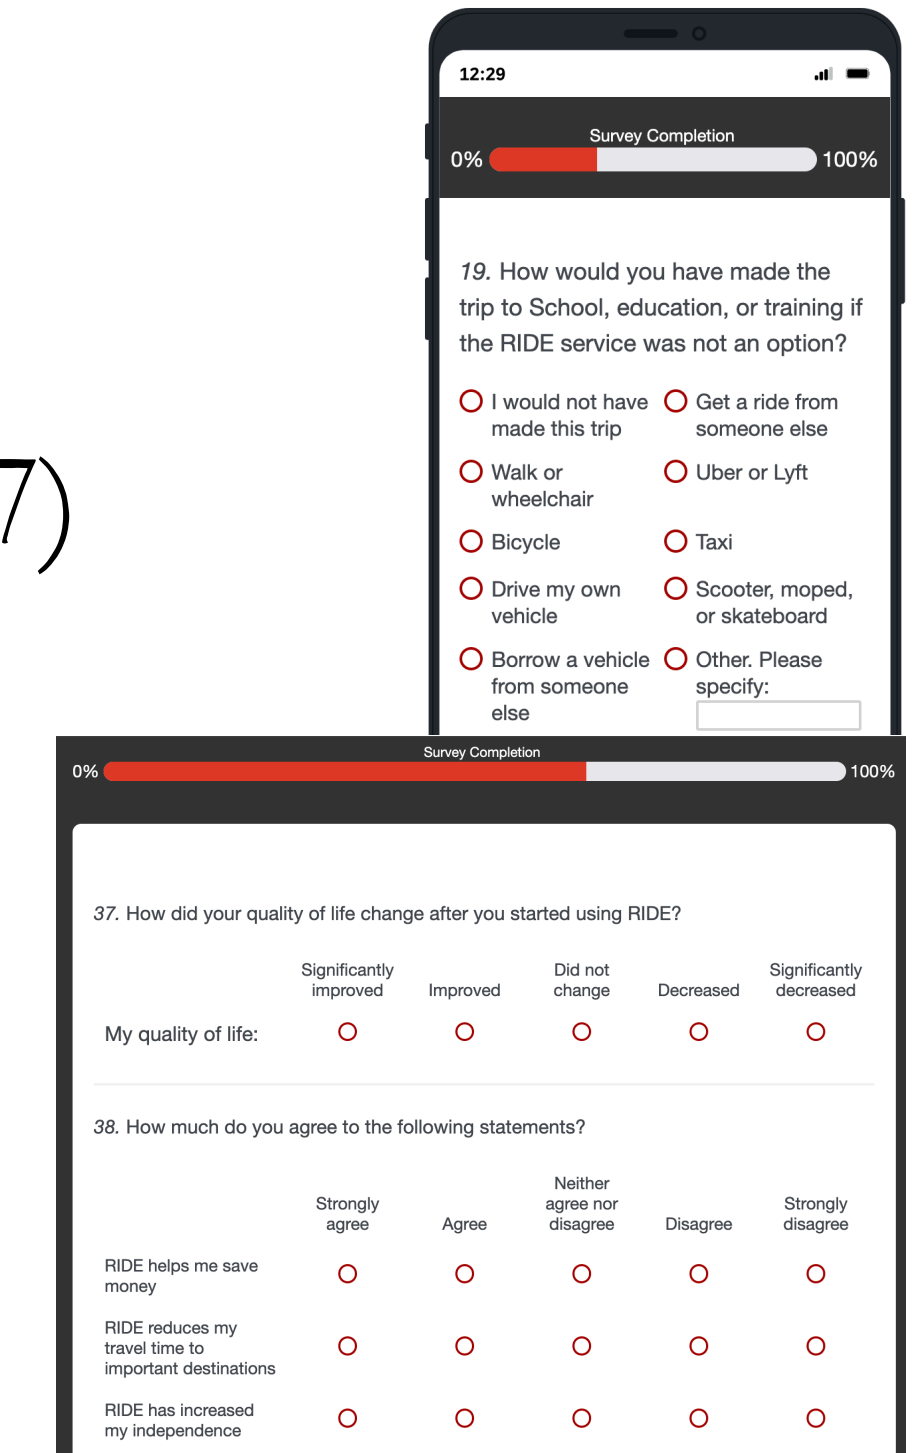 12:29
Survey Completion
0% 100%
19. How would you have made the
trip to School, education, or training if
the RIDE service was not an option?
I would not have made this trip
Get a ride from someone else
Walk or wheelchair
Uber or Lyft
Bicycle
Taxi
Drive my own vehicle
Scooter, moped, or skateboard
Borrow a vehicle from someone else
Other. Please specify:
7)
Survey Completion
0% 100%
37. How did your quality of life change after you started using RIDE?
Significantly improved
Improved
Did not change
Decreased
Significantly decreased
My quality of life:
38. How much do you agree to the following statements?
Strongly agree
Agree
Neither agree nor disagree
Disagree
Strongly disagree
RIDE helps me save
money
RIDE reduces my
travel time to
important destinations
RIDE has increased
my independence